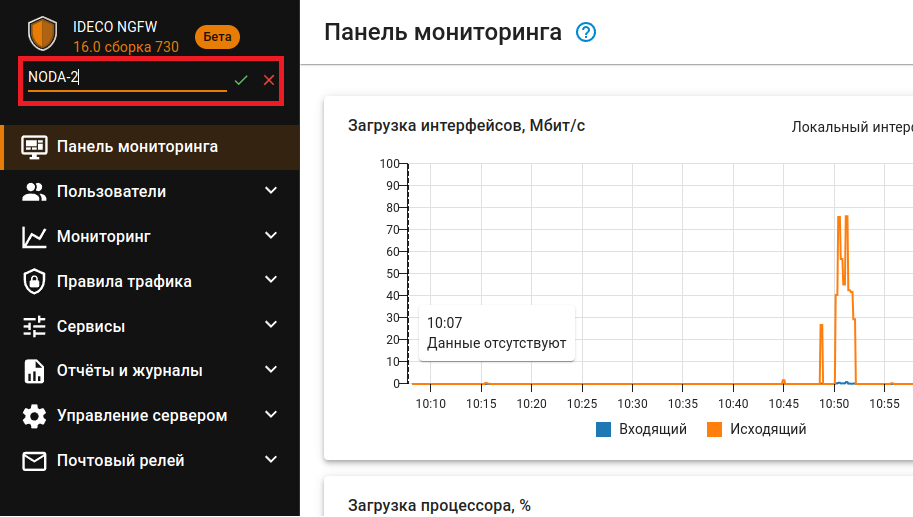 IDECO NGFW
16.0 сборка 730
Бета
NODA-2
Панель мониторинга
Пользователи
Мониторинг
Правила трафика
Сервисы
Отчёты и журналы
Управление сервером
Почтовый релей
Панель мониторинга ?
Загрузка интерфейсов, Мбит/с
Локальный интерф
100
90
80
70
60
50
40
30
20
10
0
10:07
Данные отсутствуют
10:10 10:15 10:20 10:25 10:30 10:35 10:40 10:45 10:50 10:55
Входящий Исходящий
Загрузка процессора, %